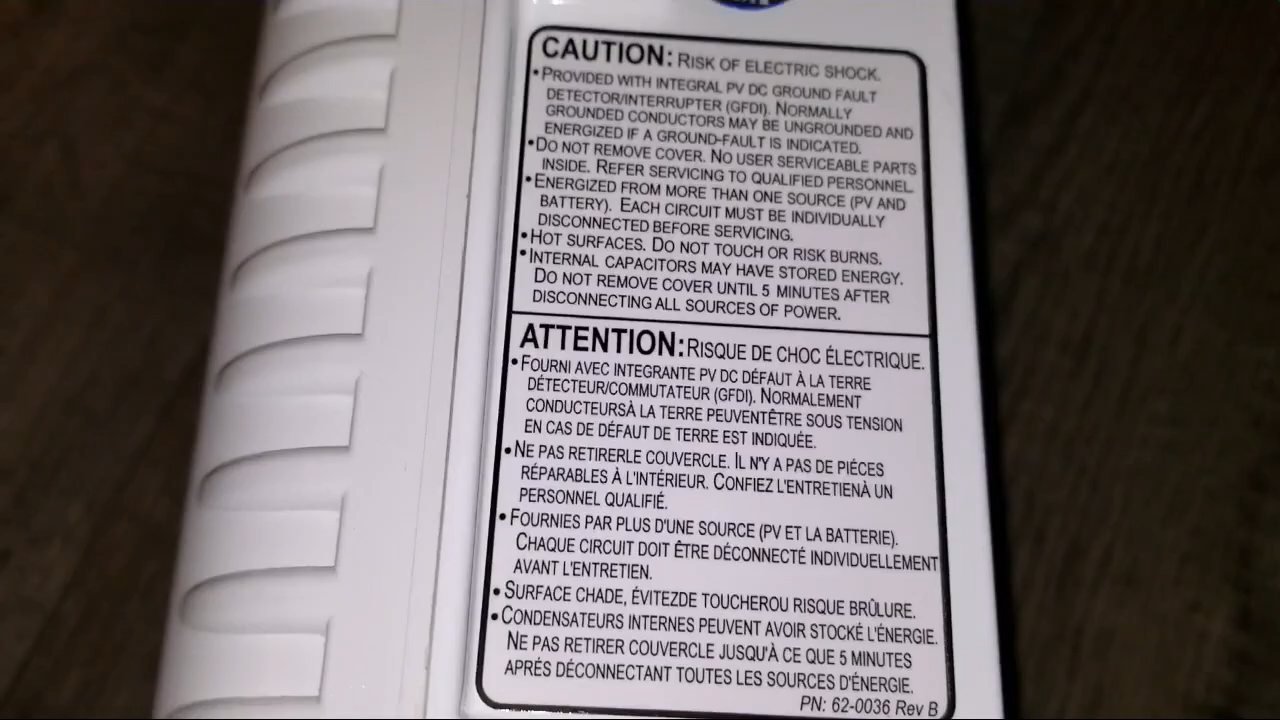 CAUTION: RISK OF ELECTRIC SHOCK.
• PROVIDED WITH INTEGRAL PV DC GROUND FAULT
DETECTOR/INTERRUPTER (GFDI). NORMALLY
GROUNDED CONDUCTORS MAY BE UNGROUNDED AND
ENERGIZED IF A GROUND-FAULT IS INDICATED.
• DO NOT REMOVE COVER. NO USER SERVICEABLE PARTS
INSIDE. REFER SERVICING TO QUALIFIED PERSONNEL.
• ENERGIZED FROM MORE THAN ONE SOURCE (PV AND
BATTERY). EACH CIRCUIT MUST BE INDIVIDUALLY
DISCONNECTED BEFORE SERVICING.
• HOT SURFACES. DO NOT TOUCH OR RISK BURNS.
• INTERNAL CAPACITORS MAY HAVE STORED ENERGY.
DO NOT REMOVE COVER UNTIL 5 MINUTES AFTER
DISCONNECTING ALL SOURCES OF POWER.
ATTENTION: RISQUE DE CHOC ÉLECTRIQUE.
• FOURNI AVEC INTEGRANTE PV DC DÉFAUT À LA TERRE
DÉTECTEUR/COMMUTATEUR (GFDI). NORMALEMENT
CONDUCTEURSÀ LA TERRE PEUVENTÊTRE SOUS TENSION
EN CAS DE DÉFAUT DE TERRE EST INDIQUÉE.
• NE PAS RETIRERLE COUVERCLE. IL N'Y A PAS DE PIÉCES
RÉPARABLES À L'INTÉRIEUR. CONFIEZ L'ENTRETIENÀ UN
PERSONNEL QUALIFIÉ.
• FOURNIES PAR PLUS D'UNE SOURCE (PV ET LA BATTERIE).
CHAQUE CIRCUIT DOIT ÊTRE DÉCONNECTÉ INDIVIDUELLEMENT
AVANT L'ENTRETIEN.
• SURFACE CHADE, ÉVITEZDE TOUCHEROU RISQUE BRÛLURE.
• CONDENSATEURS INTERNES PEUVENT AVOIR STOCKÉ L'ÉNERGIE.
NE PAS RETIRER COUVERCLE JUSQU'À CE QUE 5 MINUTES
APRÉS DÉCONNECTANT TOUTES LES SOURCES D'ÉNERGIE.
PN: 62-0036 Rev B